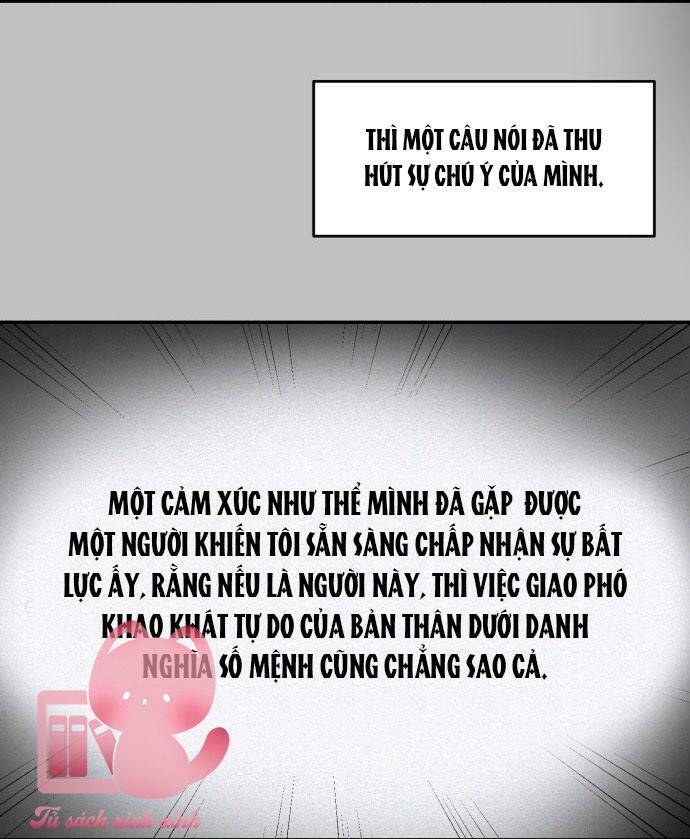 THÌ MỘT CÂU NÓI ĐÃ THU
HÚT SỰ CHÚ Ý CỦA MÌNH.
MỘT CẢM XÚC NHƯ THỂ MÌNH ĐÃ GẶP ĐƯỢC
MỘT NGƯỜI KHIẾN TÔI SẴN SÀNG CHẤP NHẬN SỰ BẤT
LỰC ẤY, RẰNG NẾU LÀ NGƯỜI NÀY, THÌ VIỆC GIAO PHÓ
KHAO KHÁT TỰ DO CỦA BẢN THÂN DƯỚI DANH
NGHĨA SỐ MỆNH CŨNG CHẲNG SAO CẢ.
Tủ sách xinh xinh